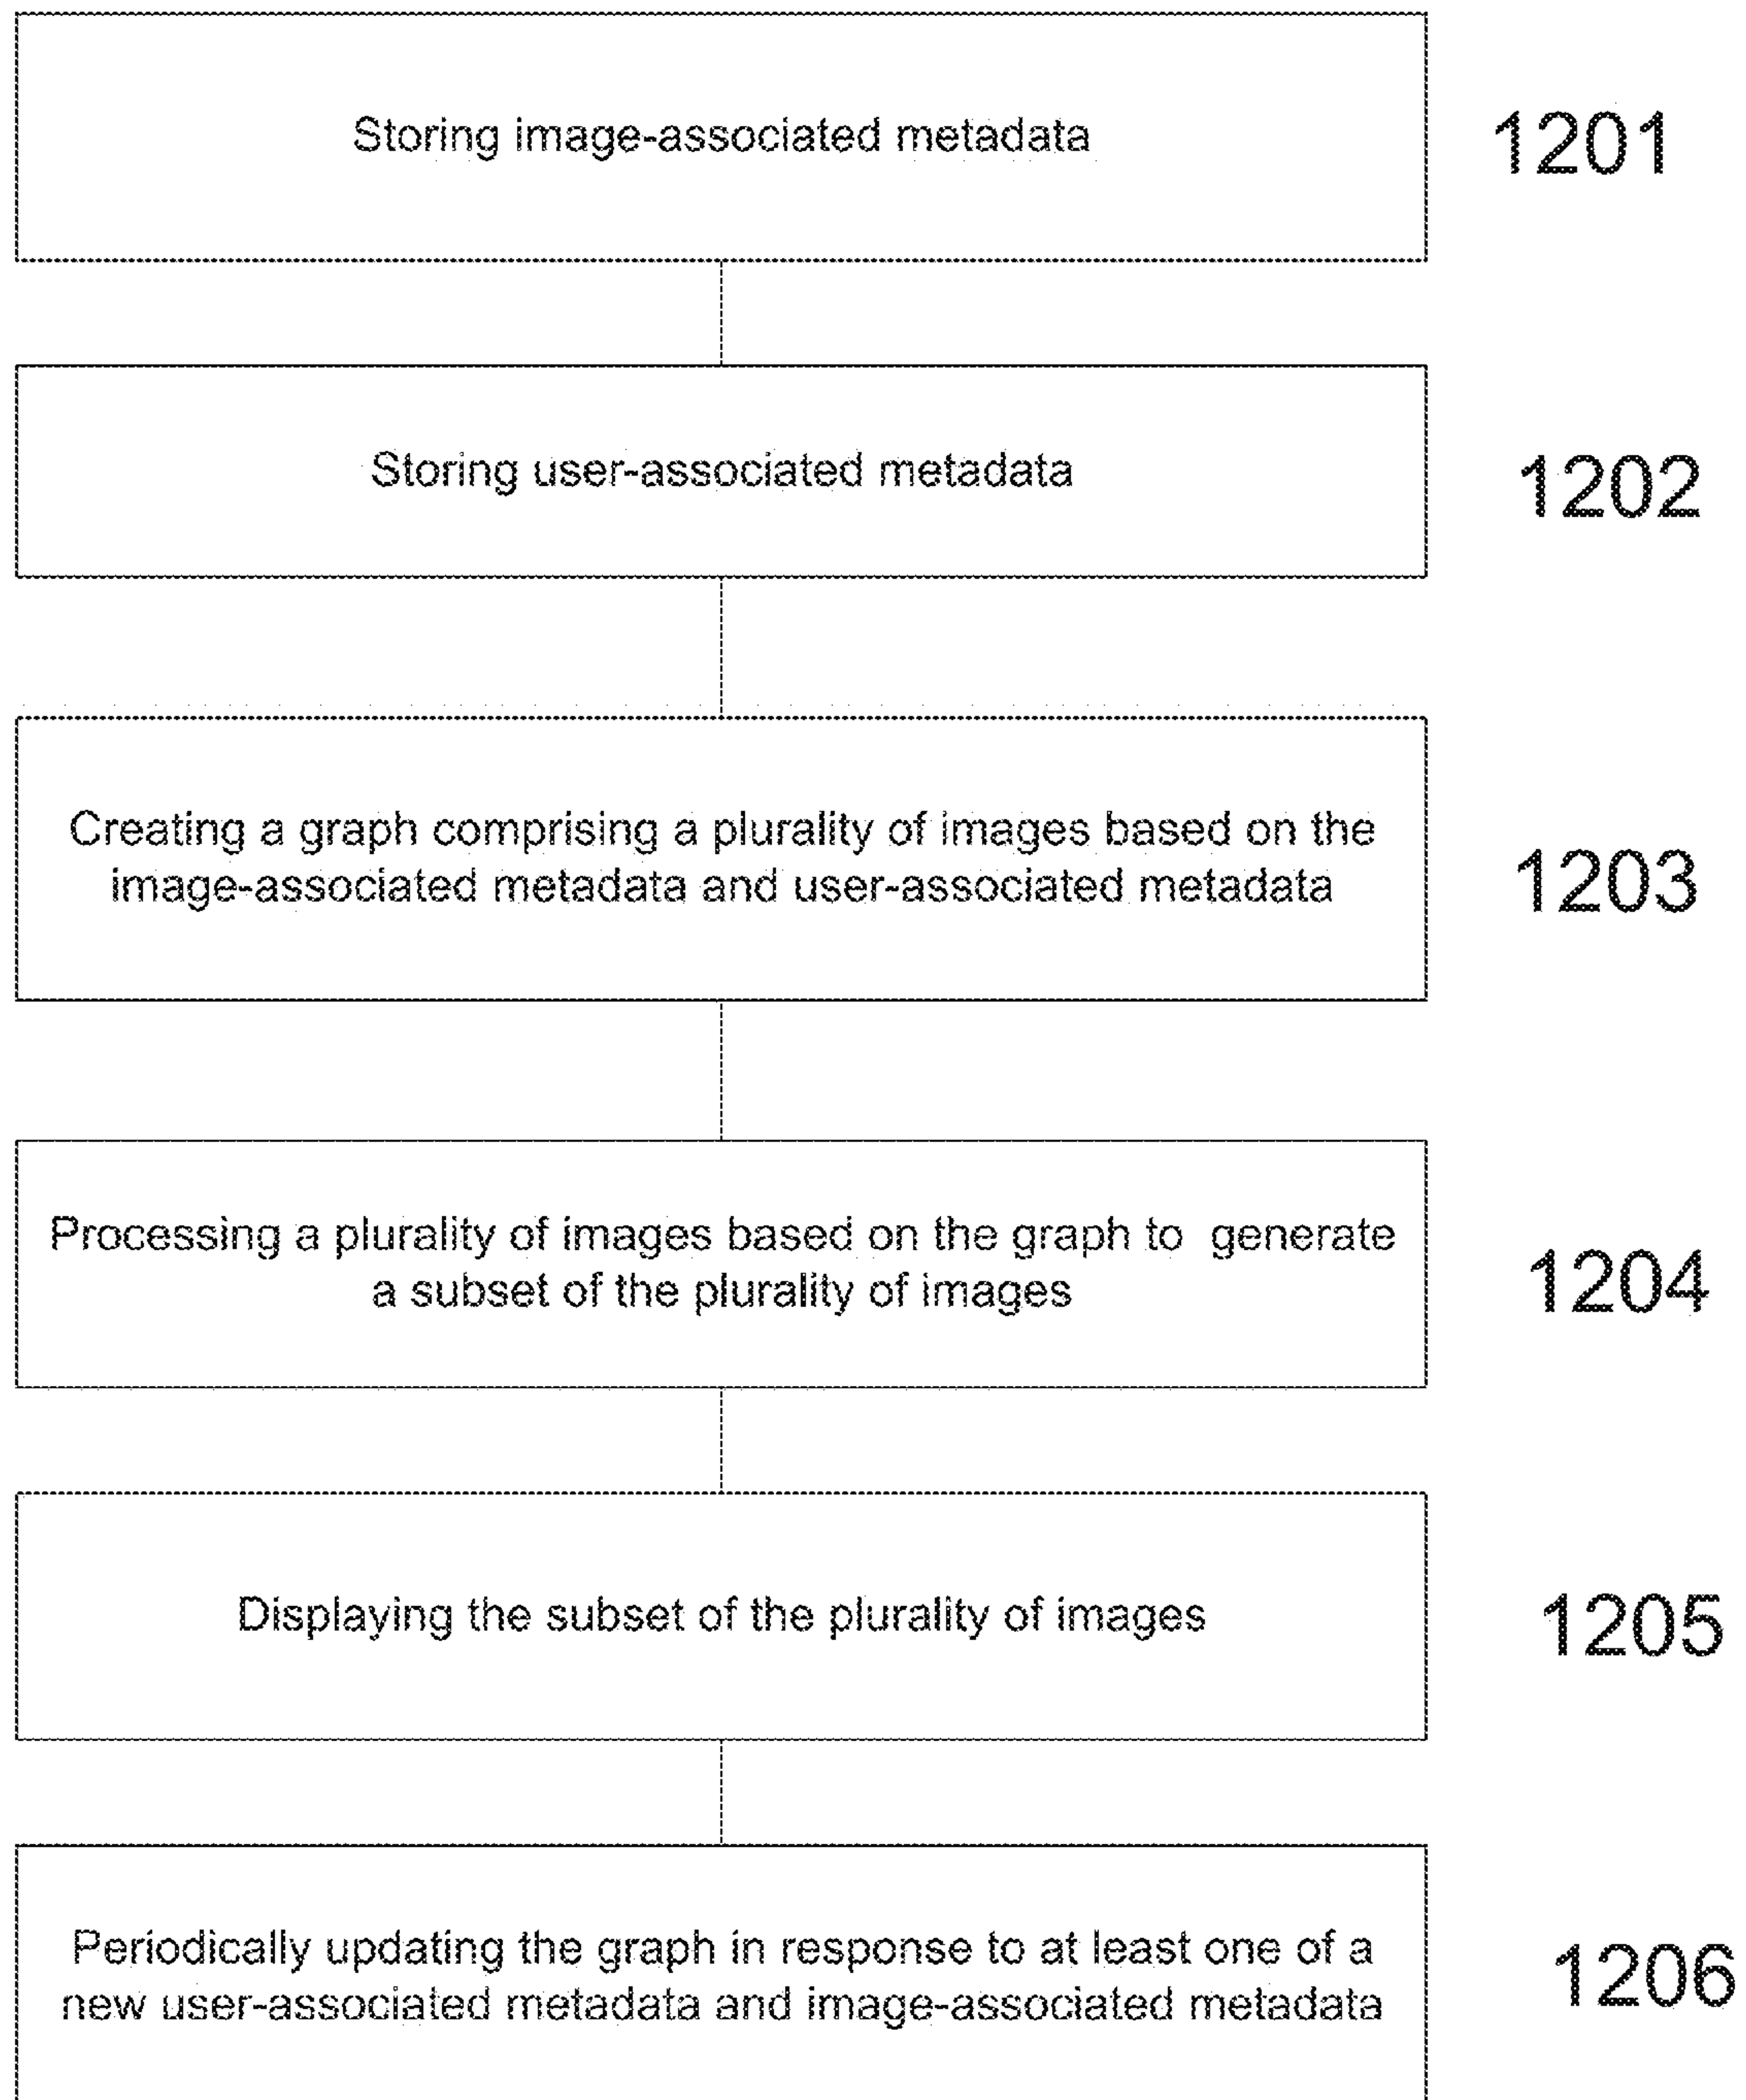 Storing image-associated metadata
1201
Storing user-associated metadata
1202
Creating a graph comprising a plurality of images based on the
image-associated metadata and user-associated metadata
1203
Processing a plurality of images based on the graph to generate
a subset of the plurality of images
1204
Displaying the subset of the plurality of images
1205
Periodically updating the graph in response to at least one of a
new user-associated metadata and image-associated metadata
1206